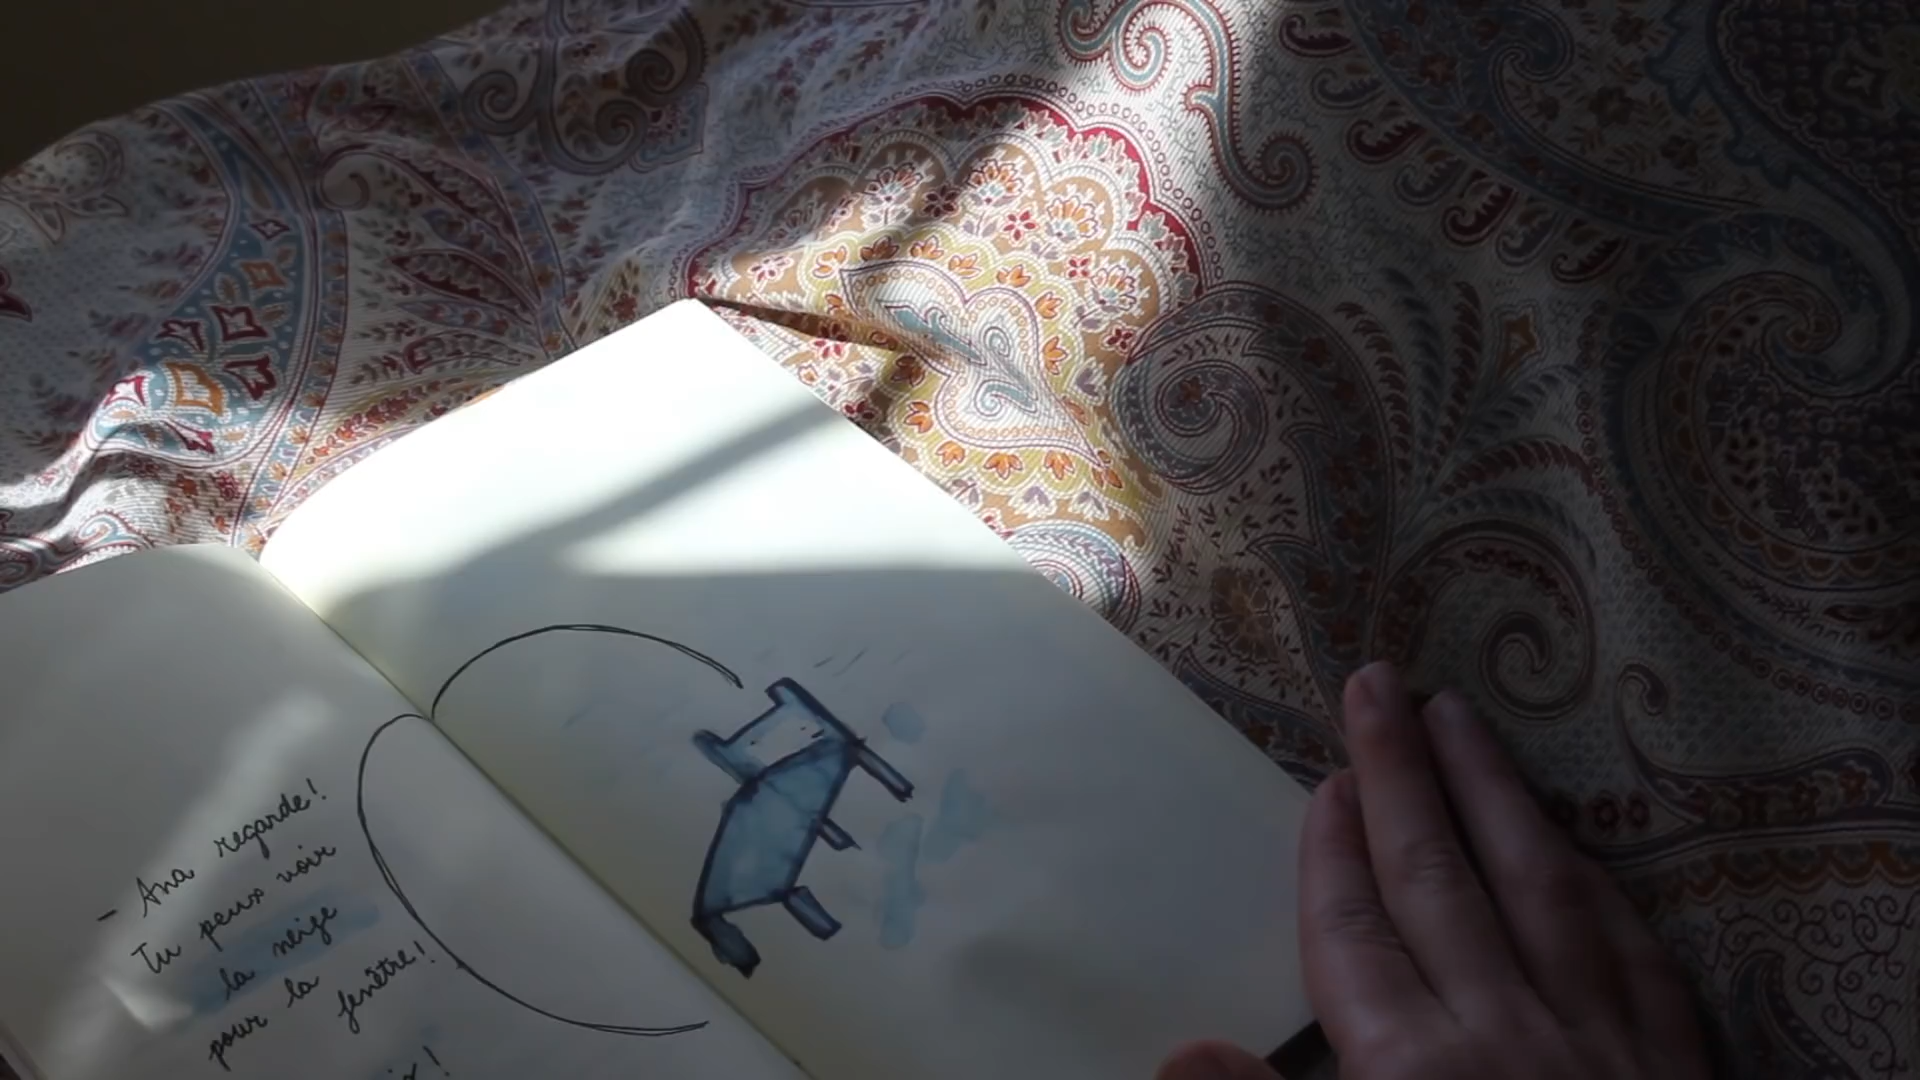 - Ana regarde!
Tu peux voir
la neige
pour la
fenêtre!